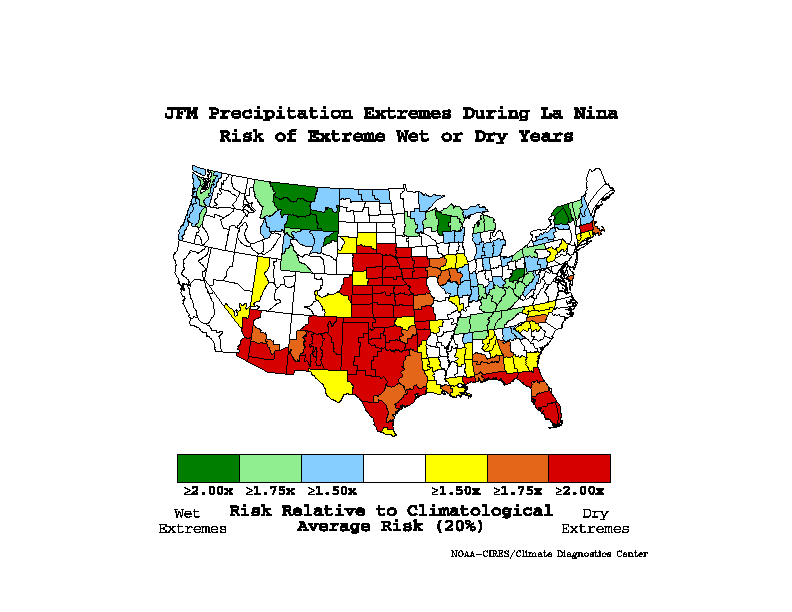 JFM Precipitation Extremes During La Nina
Risk of Extreme Wet or Dry Years
≥2.00x ≥1.75x ≥1.50x ≥1.50x ≥1.75x ≥2.00x
Wet Extremes
Risk Relative to Climatological
Average Risk (20%)
Dry Extremes
NOAA-CIRES/Climate Diagnostics Center